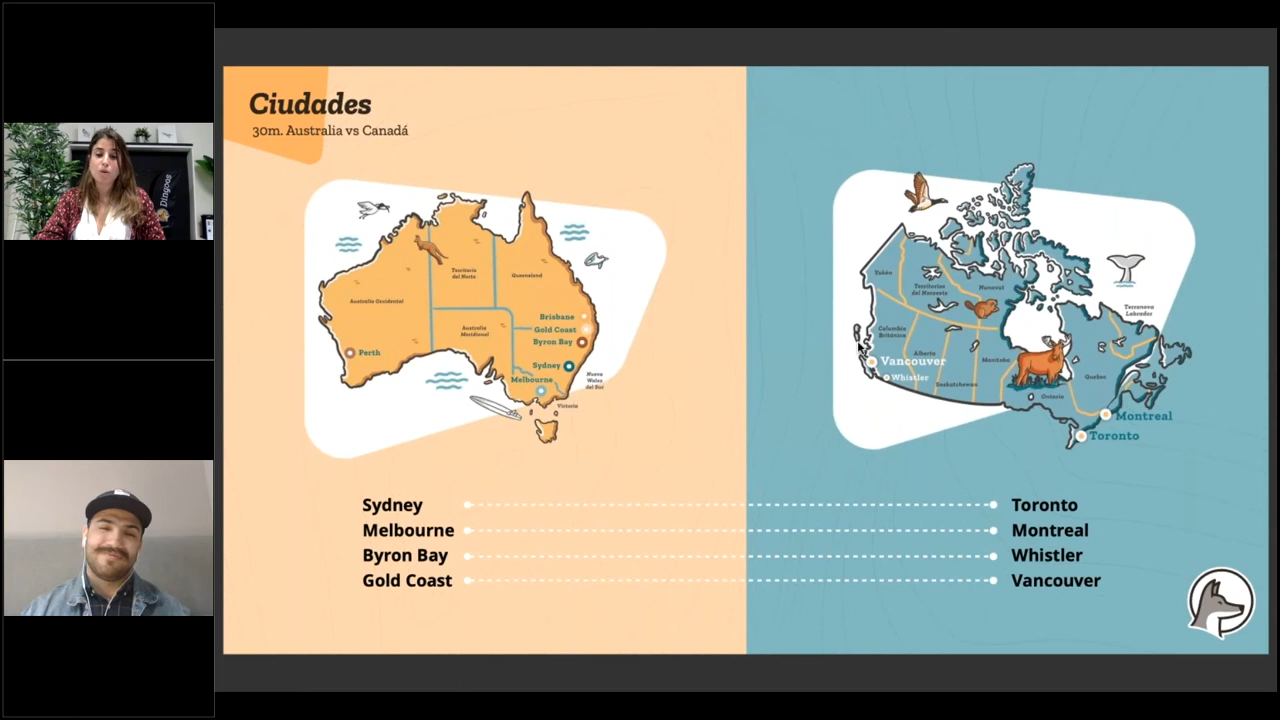 Ciudades
30m. Australia vs Canadá
Dingoos
Territorio
del Norte
Queensland
Australia Occidental
Australia
Meridional
Brisbane
Gold Coast
Byron Bay
Perth
Sydney
Melbourne
Nueva
Gales
del Sur
Victoria
Yukón
Territorios
del Noroeste
Nunavut
Terranova
Labrador
Columbia
Británica
Alberta
Vancouver
Whistler
Saskatchewan
Manitoba
Ontario
Quebec
Montreal
Toronto
Sydney Toronto
Melbourne Montreal
Byron Bay Whistler
Gold Coast Vancouver